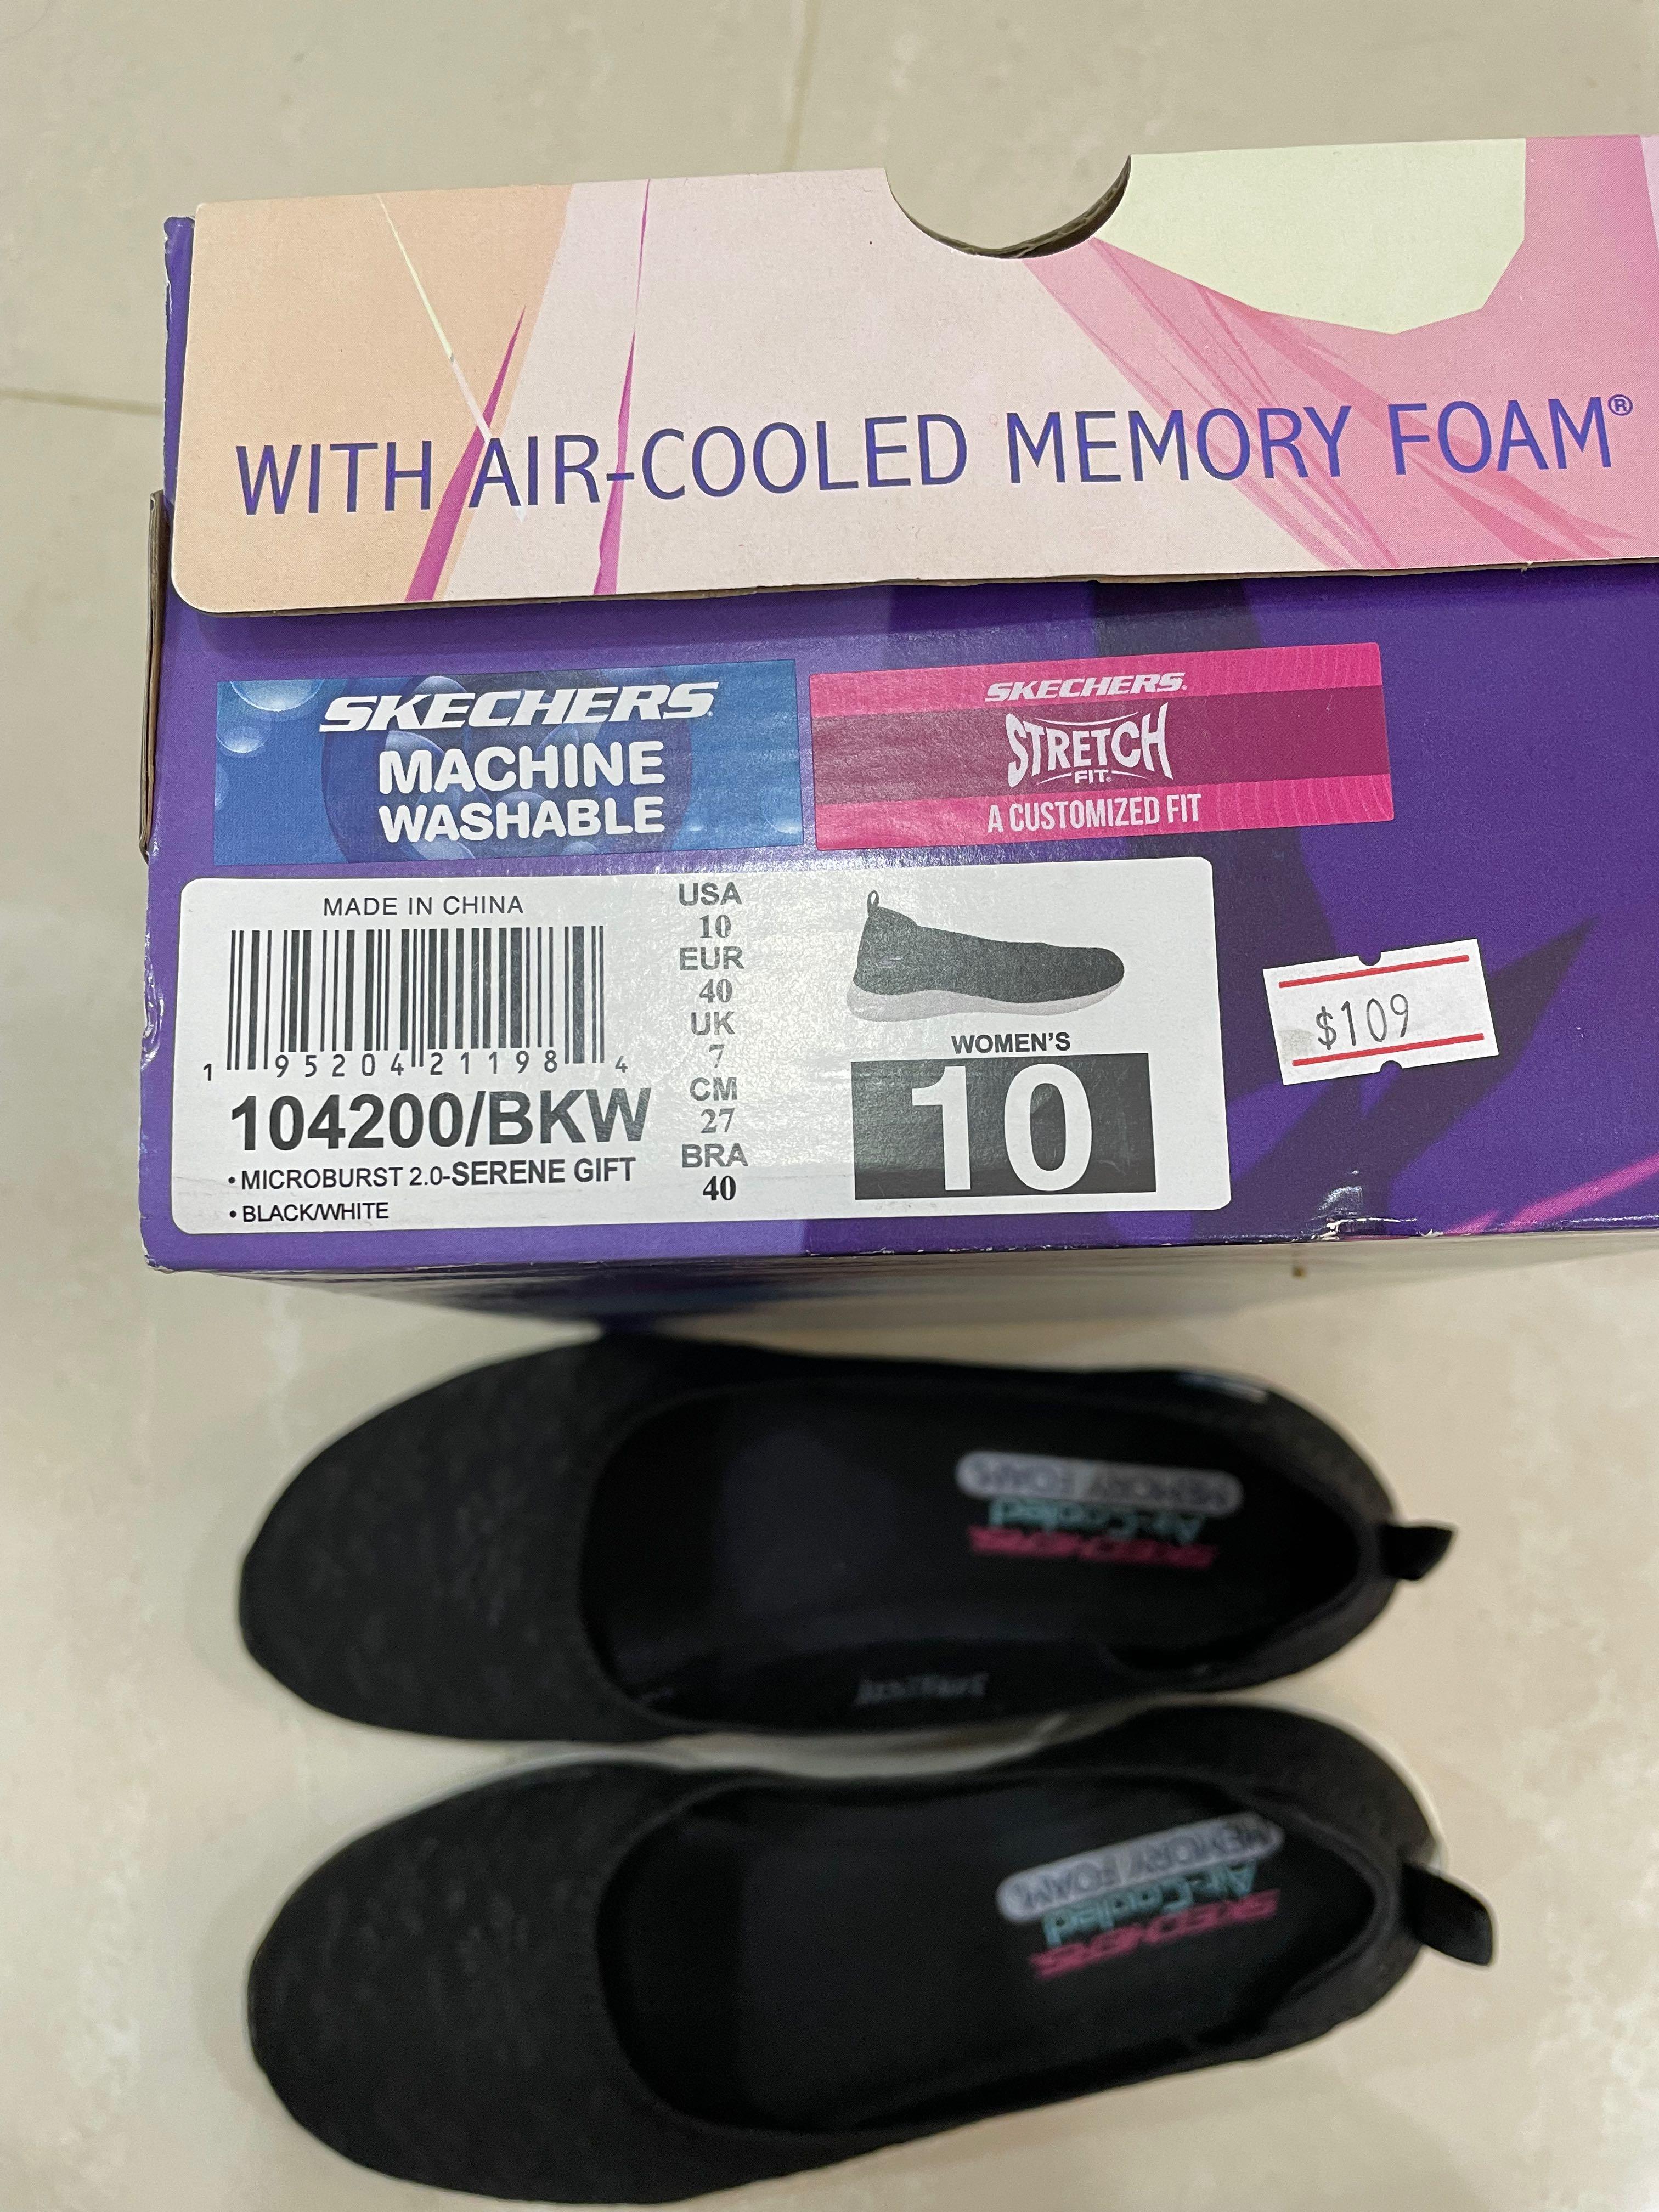 WITH AIR-COOLED MEMORY FOAM®
SKECHERS
MACHINE
WASHABLE
SKECHERS.
STRETCH
FIT®
A CUSTOMIZED FIT
MADE IN CHINA
1 95204 21198 4
104200/BKW
• MICROBURST 2.0-SERENE GIFT
• BLACK/WHITE
USA
10
EUR
40
UK
7
CM
27
BRA
40
WOMEN'S
10
$109
SKECHERS
Air-Cooled
MEMORY FOAM
SKECHERS
Air-Cooled
MEMORY FOAM